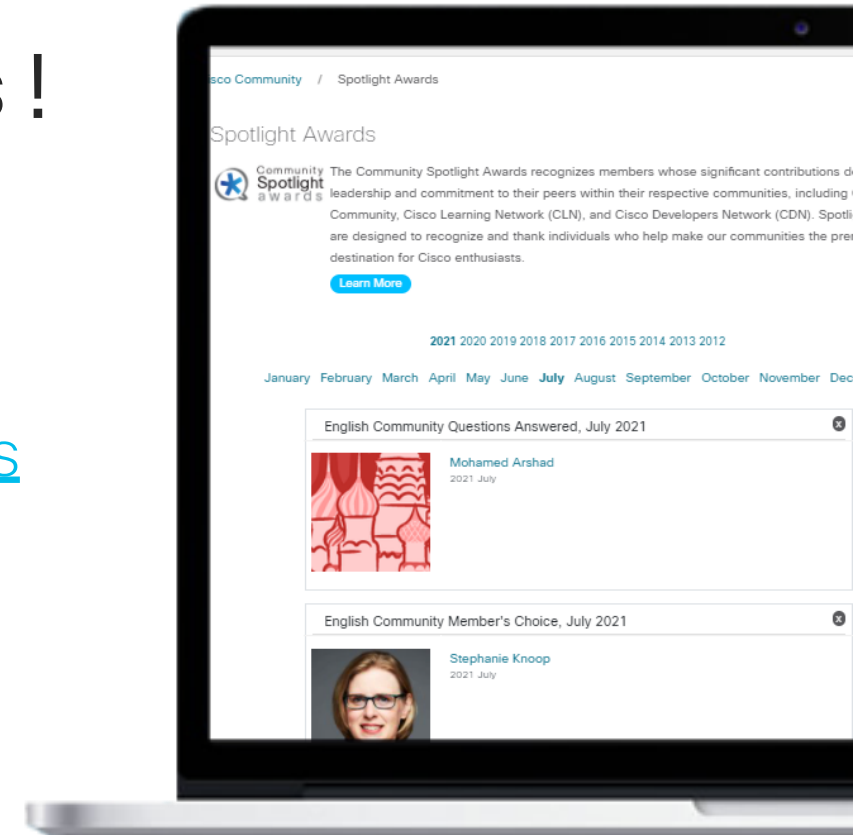 s!
s
sco Community / Spotlight Awards
Spotlight Awards
Community
Spotlight
awards
The Community Spotlight Awards recognizes members whose significant contributions
leadership and commitment to their peers within their respective communities, including
Community, Cisco Learning Network (CLN), and Cisco Developers Network (CDN).
are designed to recognize and thank individuals who help make our communities the
destination for Cisco enthusiasts.
Learn More
2021 2020 2019 2018 2017 2016 2015 2014 2013 2012
January February March April May June July August September October November Dec
English Community Questions Answered, July 2021
x
Mohamed Arshad
2021 July
English Community Member's Choice, July 2021
x
Stephanie Knoop
2021 July